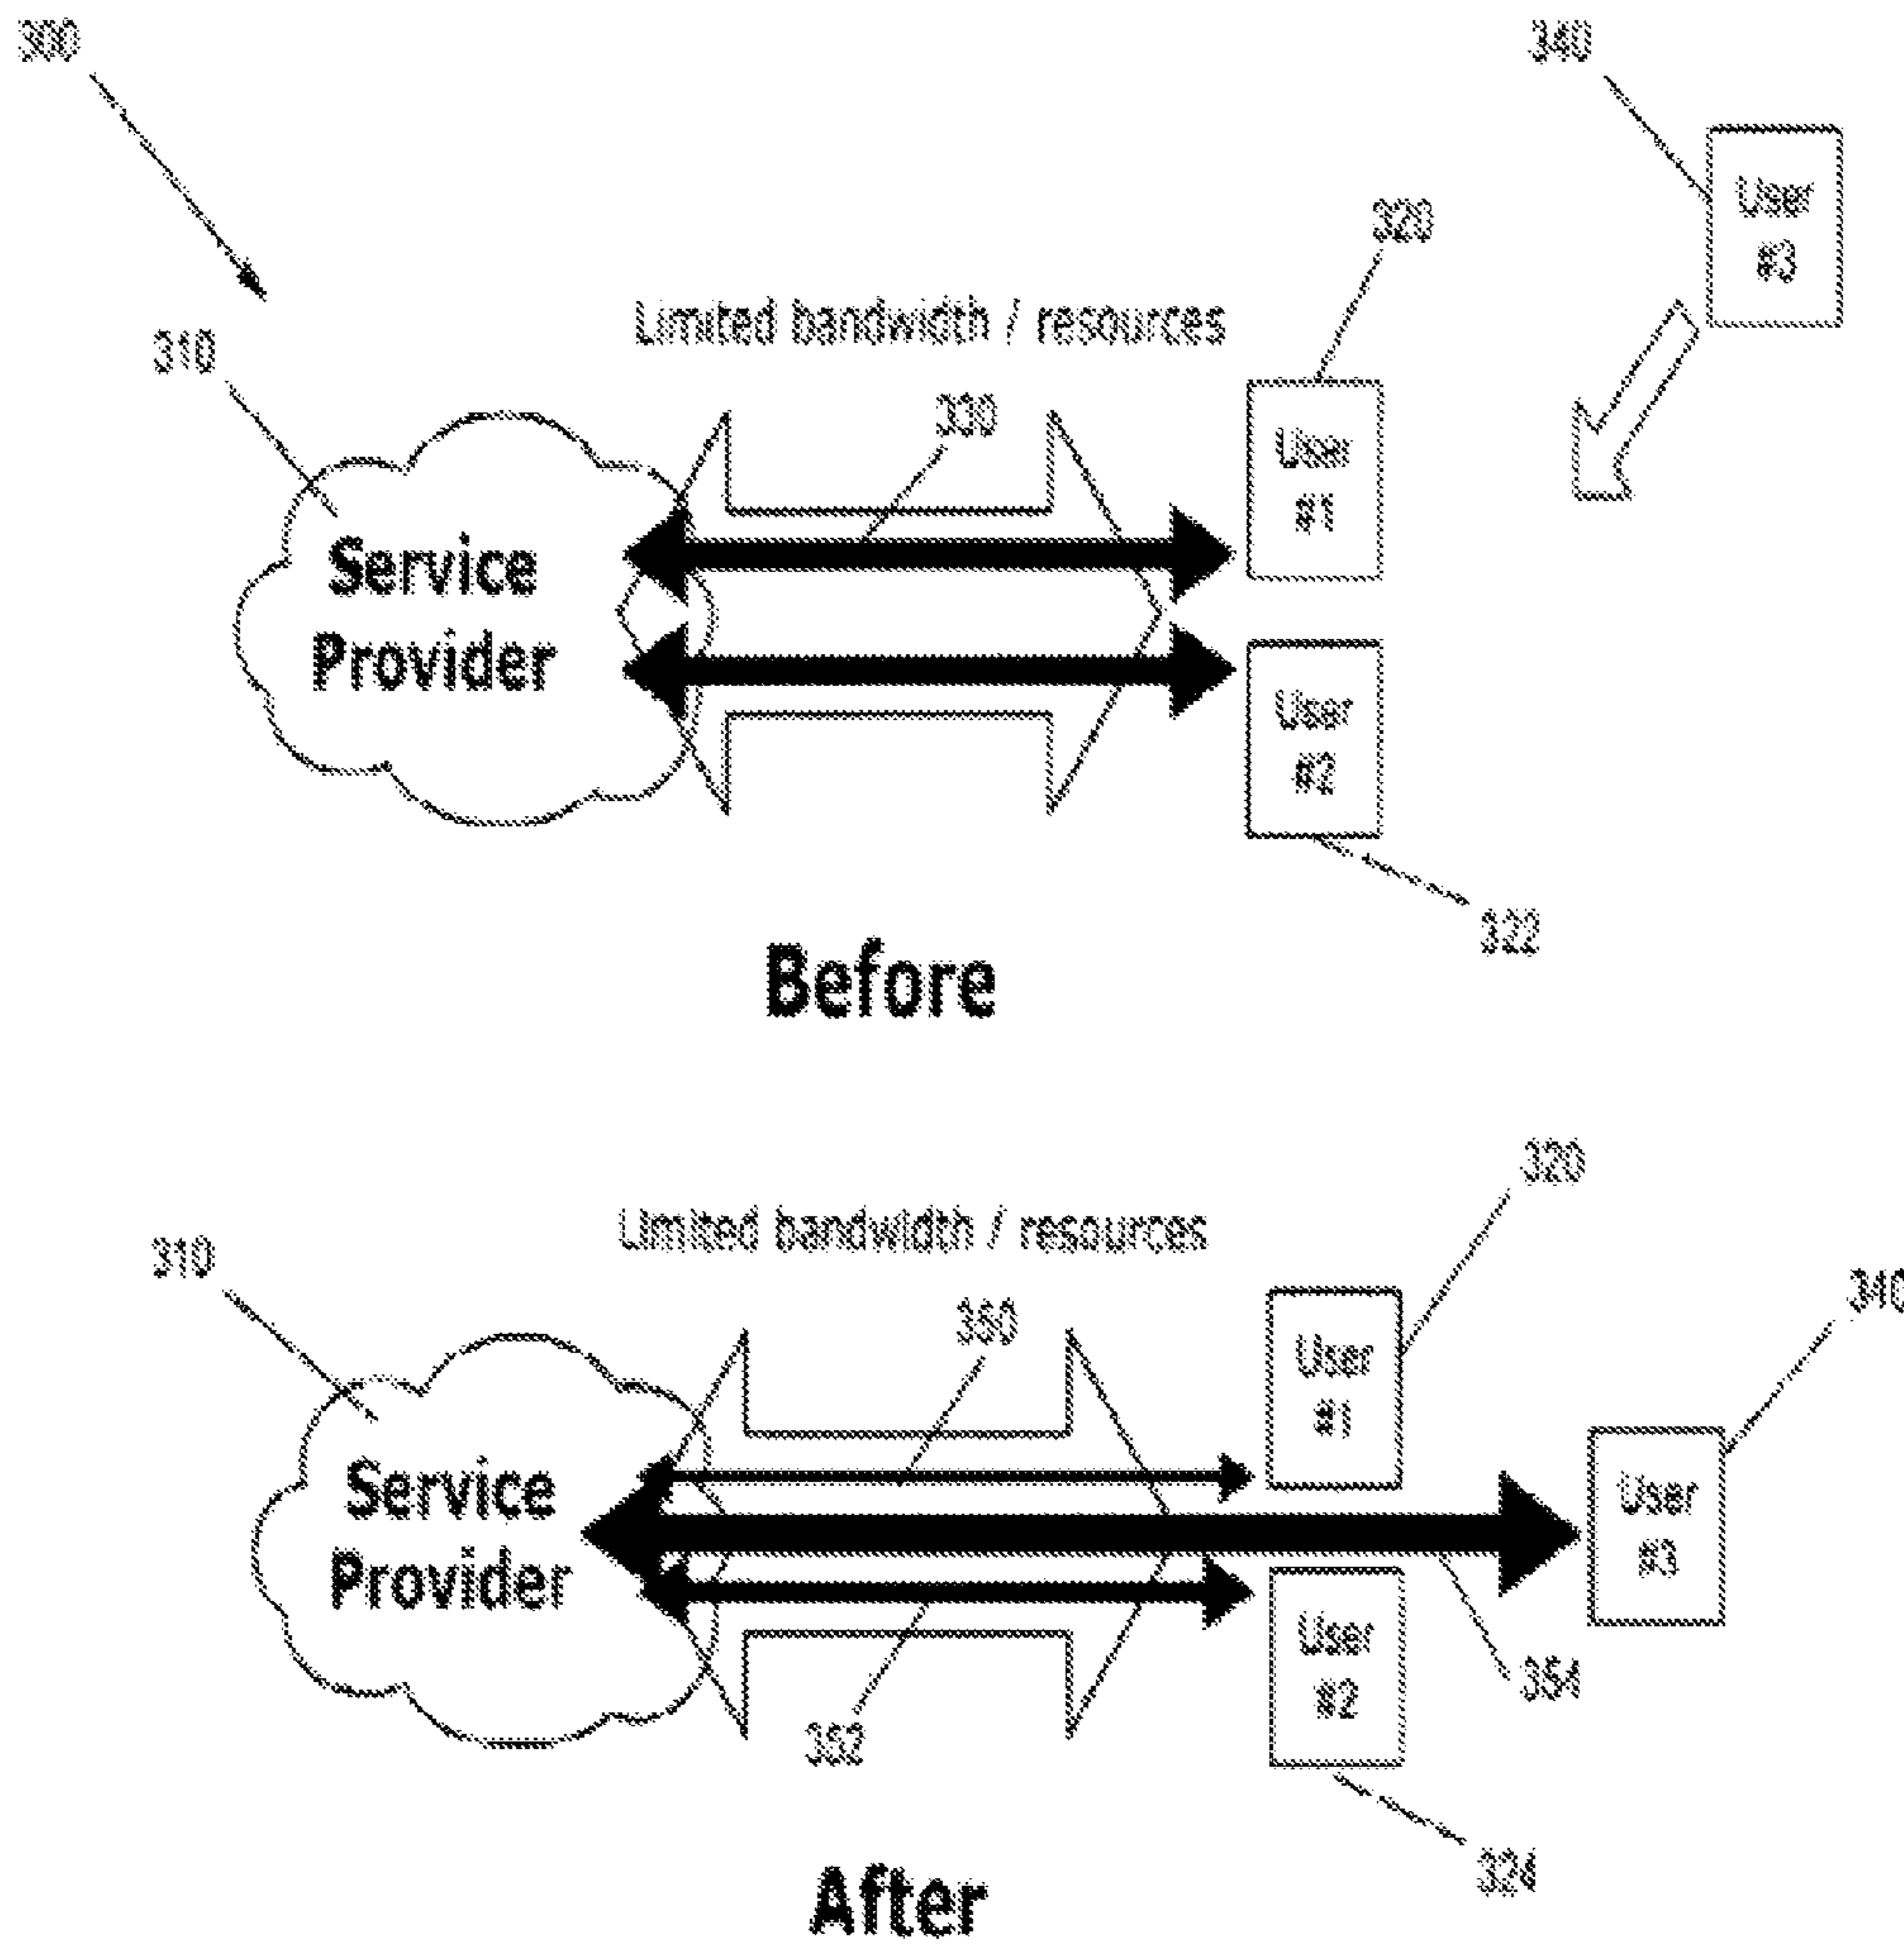 300
340
User
#3
320
Limited bandwidth / resources
310
330
User
#1
Service
Provider
User
#2
322
Before
320
Limited bandwidth / resources
310
340
350
User
#1
Service
Provider
User
#3
User
#2
354
352
324
After